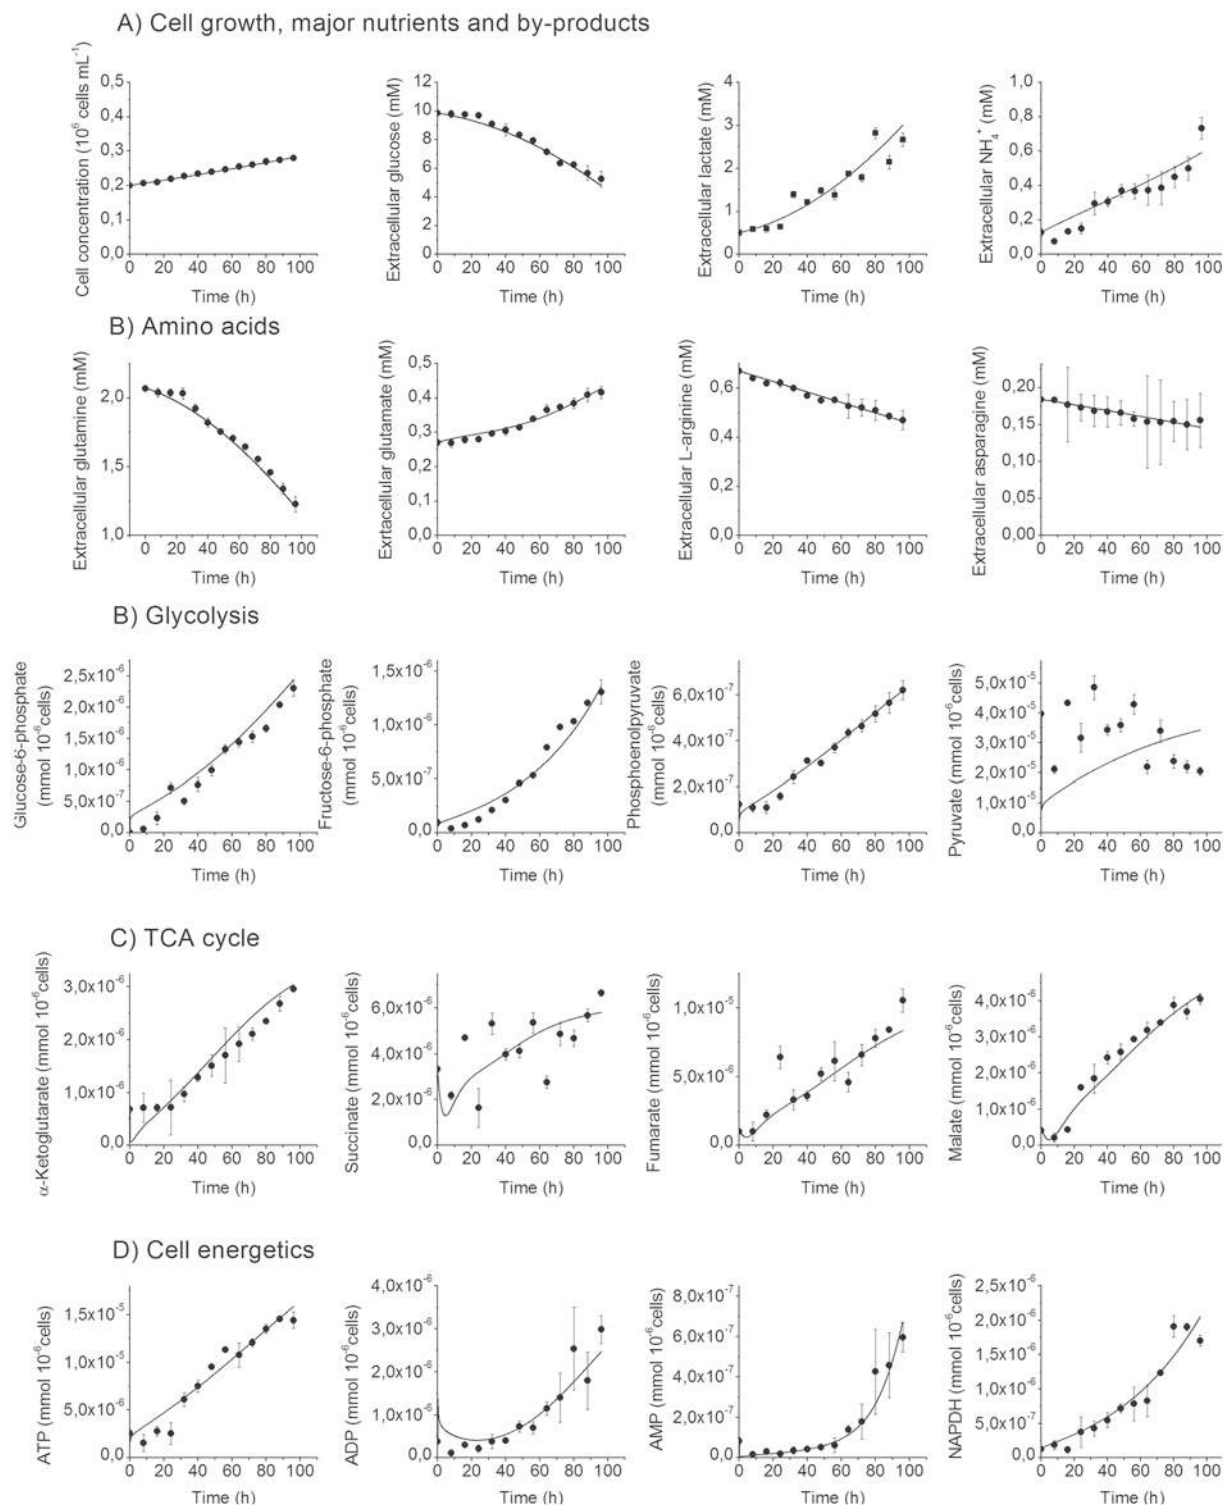 A) Cell growth, major nutrients and by-products
Cell concentration (10⁶ cells mL⁻¹)
0,5
0,4
0,3
0,2
0,1
0,0
0 20 40 60 80 100
Time (h)
Extracellular glucose (mM)
12
10
8
6
4
2
0
0 20 40 60 80 100
Time (h)
Extracellular lactate (mM)
4
3
2
1
0
0 20 40 60 80 100
Time (h)
Extracellular NH₄⁺ (mM)
1,0
0,8
0,6
0,4
0,2
0,0
0 20 40 60 80 100
Time (h)
B) Amino acids
Extracellular glutamine (mM)
2,0
1,5
1,0
0 20 40 60 80 100
Time (h)
Exrtacellular glutamate (mM)
0,5
0,4
0,3
0,2
0,1
0,0
0 20 40 60 80 100
Time (h)
Extracellular L-arginine (mM)
0,6
0,4
0,2
0,0
0 20 40 60 80 100
Time (h)
Extracellular asparagine (mM)
0,20
0,15
0,10
0,05
0,00
0 20 40 60 80 100
Time (h)
B) Glycolysis
Glucose-6-phosphate
(mmol 10⁻⁶cells)
2,5x10⁻⁶
2,0x10⁻⁶
1,5x10⁻⁶
1,0x10⁻⁶
5,0x10⁻⁷
0,0
0 20 40 60 80 100
Time (h)
Fructose-6-phosphate
(mmol 10⁻⁶cells)
1,5x10⁻⁶
1,0x10⁻⁶
5,0x10⁻⁷
0,0
0 20 40 60 80 100
Time (h)
Phosphoenolpyruvate
(mmol 10⁻⁶cells)
6,0x10⁻⁷
4,0x10⁻⁷
2,0x10⁻⁷
0,0
0 20 40 60 80 100
Time (h)
Pyruvate (mmol 10⁻⁶cells)
5,0x10⁻⁵
4,0x10⁻⁵
3,0x10⁻⁵
2,0x10⁻⁵
1,0x10⁻⁵
0,0
0 20 40 60 80 100
Time (h)
C) TCA cycle
α-Ketoglutarate (mmol 10⁻⁶cells)
3,0x10⁻⁶
2,0x10⁻⁶
1,0x10⁻⁶
0,0
0 20 40 60 80 100
Time (h)
Succinate (mmol 10⁻⁶cells)
6,0x10⁻⁶
4,0x10⁻⁶
2,0x10⁻⁶
0,0
0 20 40 60 80 100
Time (h)
Fumarate (mmol 10⁻⁶cells)
1,0x10⁻⁵
5,0x10⁻⁶
0,0
0 20 40 60 80 100
Time (h)
Malate (mmol 10⁻⁶cells)
4,0x10⁻⁶
3,0x10⁻⁶
2,0x10⁻⁶
1,0x10⁻⁶
0,0
0 20 40 60 80 100
Time (h)
D) Cell energetics
ATP (mmol 10⁻⁶cells)
1,5x10⁻⁵
1,0x10⁻⁵
5,0x10⁻⁶
0,0
0 20 40 60 80 100
Time (h)
ADP (mmol 10⁻⁶cells)
4,0x10⁻⁶
3,0x10⁻⁶
2,0x10⁻⁶
1,0x10⁻⁶
0,0
0 20 40 60 80 100
Time (h)
AMP (mmol 10⁻⁶cells)
8,0x10⁻⁷
6,0x10⁻⁷
4,0x10⁻⁷
2,0x10⁻⁷
0,0
0 20 40 60 80 100
Time (h)
NAPDH (mmol 10⁻⁶cells)
2,5x10⁻⁶
2,0x10⁻⁶
1,5x10⁻⁶
1,0x10⁻⁶
5,0x10⁻⁷
0,0
0 20 40 60 80 100
Time (h)